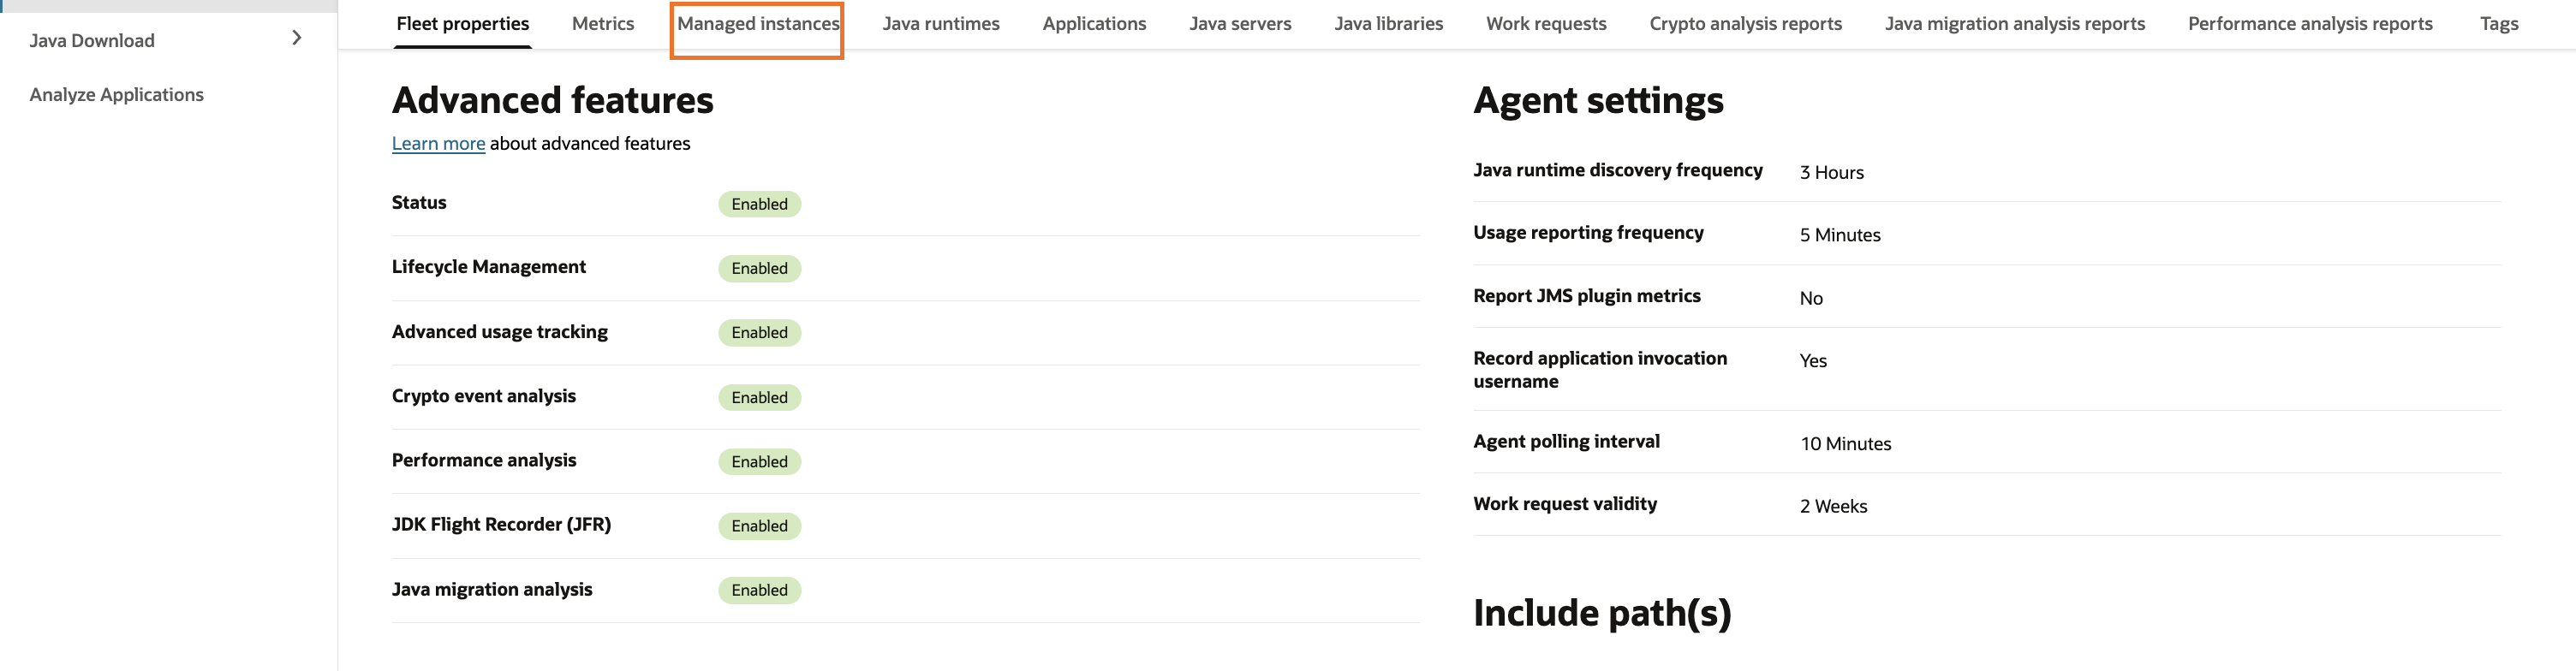 Java Download
Analyze Applications
Fleet properties Metrics Managed instances Java runtimes Applications Java servers Java libraries Work requests Crypto analysis reports Java migration analysis reports Performance analysis reports Tags
Advanced features
Learn more about advanced features
Status Enabled
Lifecycle Management Enabled
Advanced usage tracking Enabled
Crypto event analysis Enabled
Performance analysis Enabled
JDK Flight Recorder (JFR) Enabled
Java migration analysis Enabled
Agent settings
Java runtime discovery frequency 3 Hours
Usage reporting frequency 5 Minutes
Report JMS plugin metrics No
Record application invocation Yes
username
Agent polling interval 10 Minutes
Work request validity 2 Weeks
Include path(s)